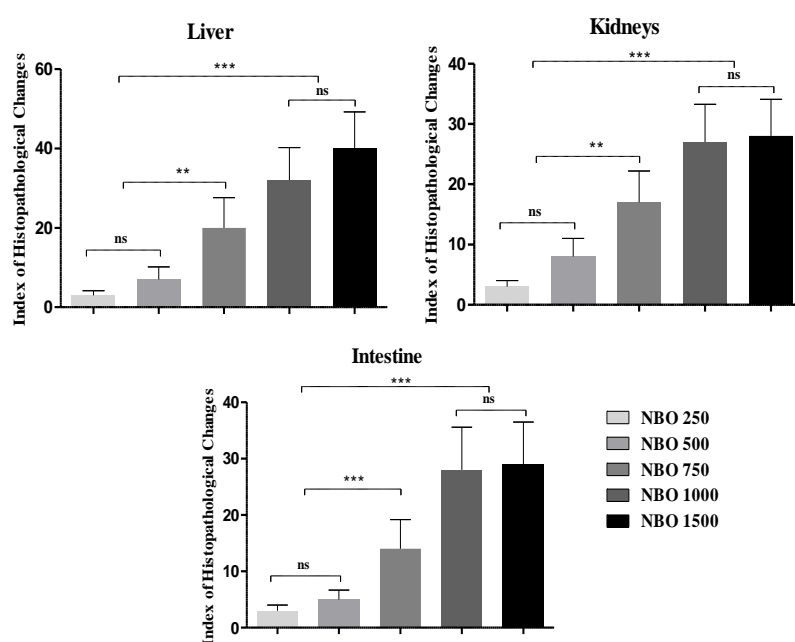 Liver
Index of Histopathological Changes
60
40
20
0
ns
**
***
ns
Kidneys
Index of Histopathological Changes
40
30
20
10
0
ns
**
***
ns
Intestine
Index of Histopathological Changes
40
30
20
10
0
ns
***
***
ns
NBO 250
NBO 500
NBO 750
NBO 1000
NBO 1500